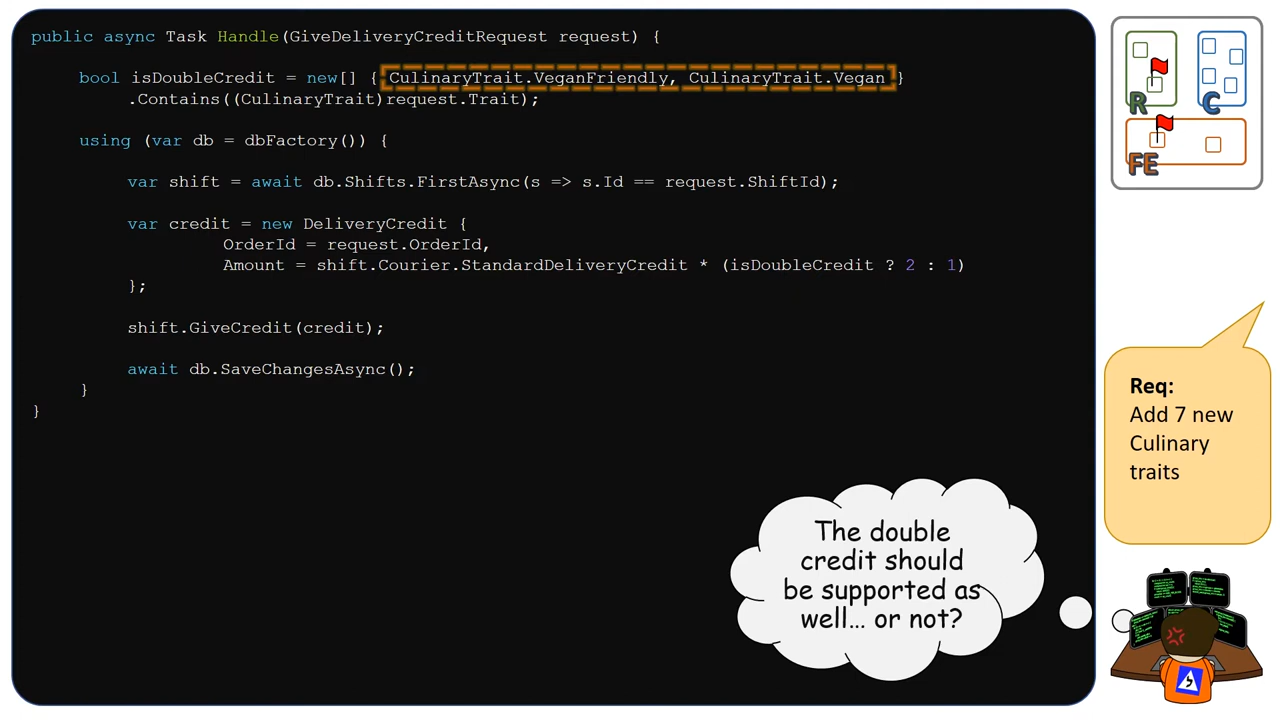 public async Task Handle(GiveDeliveryCreditRequest request) {
bool isDoubleCredit = new[] { CulinaryTrait.VeganFriendly, CulinaryTrait.Vegan }
.Contains((CulinaryTrait)request.Trait);
using (var db = dbFactory()) {
var shift = await db.Shifts.FirstAsync(s => s.Id == request.ShiftId);
var credit = new DeliveryCredit {
OrderId = request.OrderId,
Amount = shift.Courier.StandardDeliveryCredit * (isDoubleCredit ? 2 : 1)
};
shift.GiveCredit(credit);
await db.SaveChangesAsync();
}
}
R
C
FE
Req:
Add 7 new
Culinary
traits
The double
credit should
be supported as
well… or not?